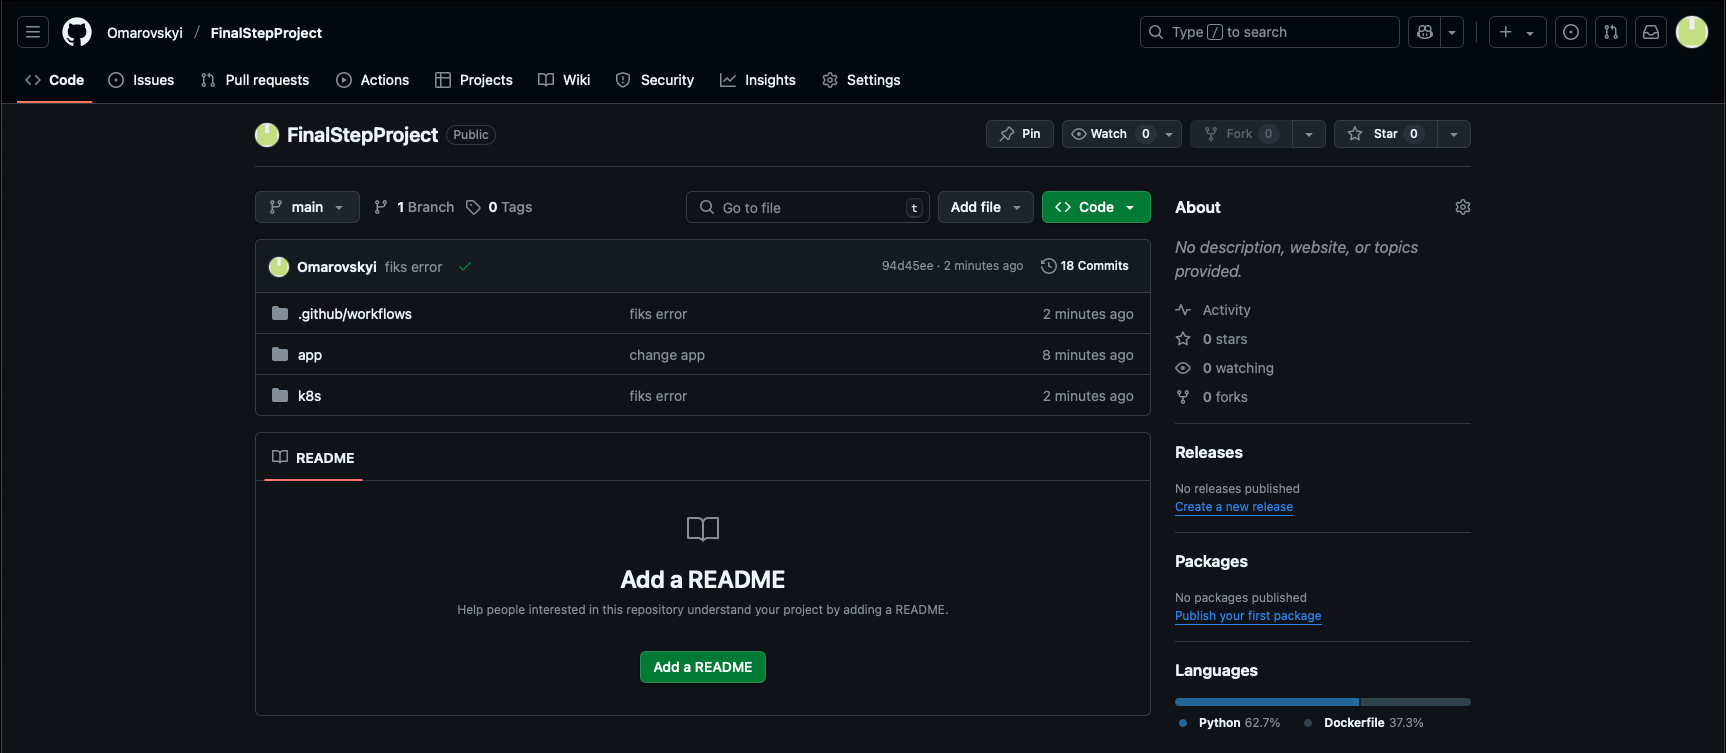 Omarovskyi / FinalStepProject
Type / to search
Code Issues Pull requests Actions Projects Wiki Security Insights Settings
FinalStepProject Public
Pin Watch 0 Fork 0 Star 0
main 1 Branch 0 Tags
Go to file t Add file Code
Omarovskyi fiks error 94d45ee · 2 minutes ago 18 Commits
.github/workflows fiks error 2 minutes ago
app change app 8 minutes ago
k8s fiks error 2 minutes ago
README
Add a README
Help people interested in this repository understand your project by adding a README.
Add a README
About
No description, website, or topics
provided.
Activity
0 stars
0 watching
0 forks
Releases
No releases published
Create a new release
Packages
No packages published
Publish your first package
Languages
Python 62.7% Dockerfile 37.3%